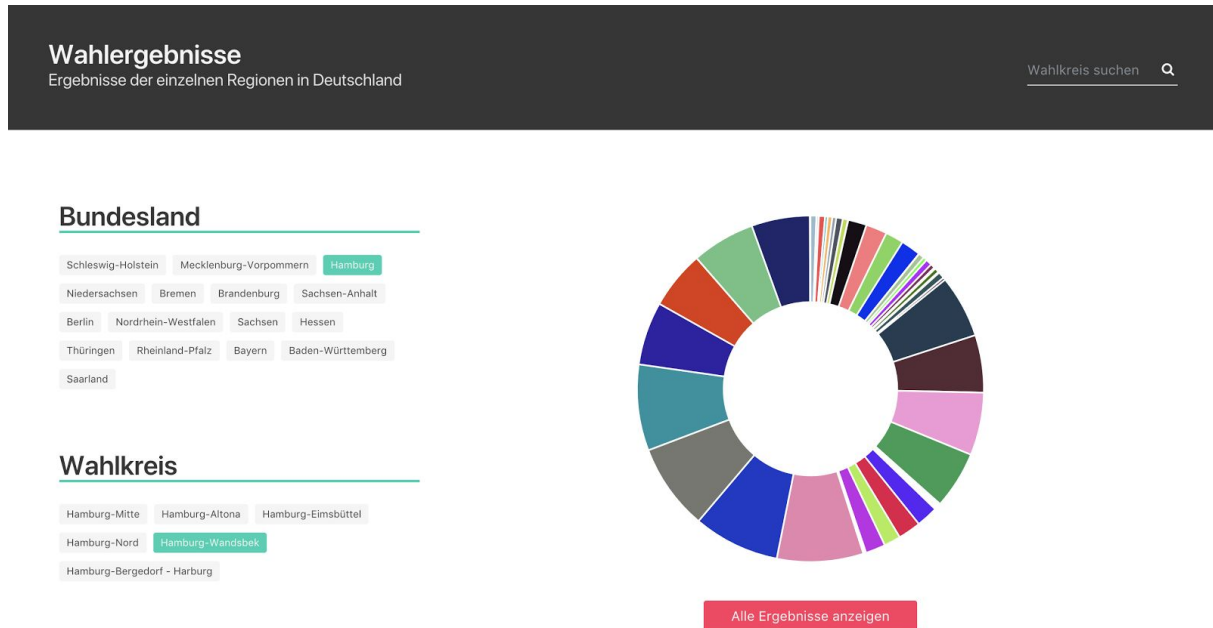 Wahlergebnisse
Ergebnisse der einzelnen Regionen in Deutschland
Wahlkreis suchen
Bundesland
Schleswig-Holstein Mecklenburg-Vorpommern Hamburg
Niedersachsen Bremen Brandenburg Sachsen-Anhalt
Berlin Nordrhein-Westfalen Sachsen Hessen
Thüringen Rheinland-Pfalz Bayern Baden-Württemberg
Saarland
Wahlkreis
Hamburg-Mitte Hamburg-Altona Hamburg-Eimsbüttel
Hamburg-Nord Hamburg-Wandsbek
Hamburg-Bergedorf - Harburg
Alle Ergebnisse anzeigen